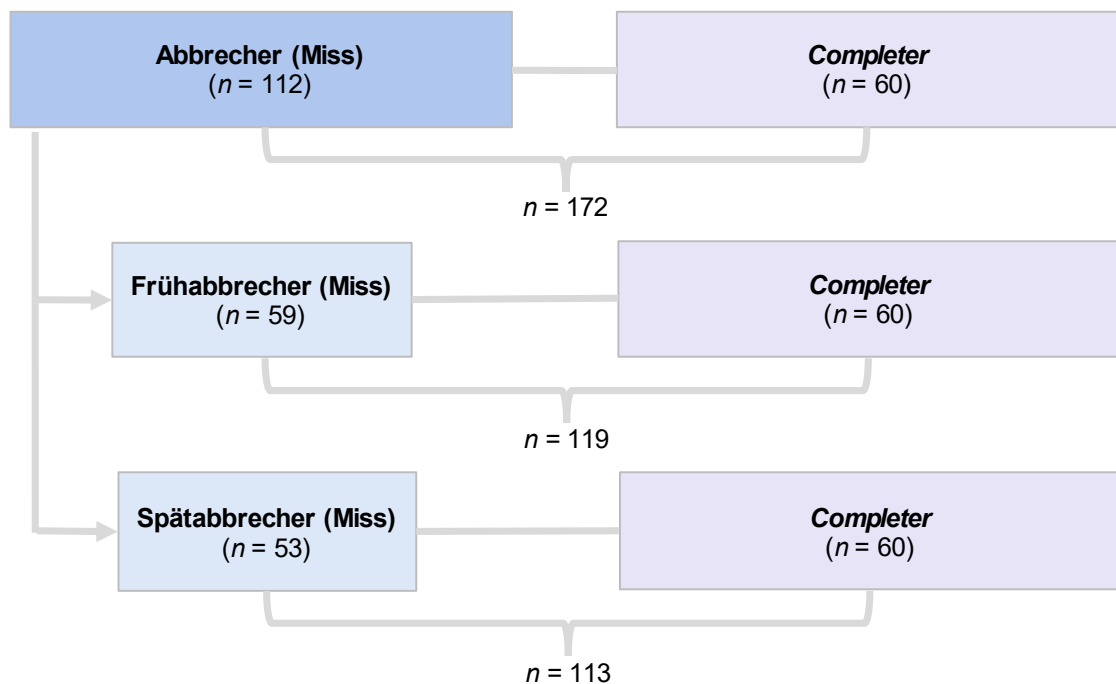 Abbrecher (Miss)
(n = 112)
Completer
(n = 60)
n = 172
Frühabbrecher (Miss)
(n = 59)
Completer
(n = 60)
n = 119
Spätabbrecher (Miss)
(n = 53)
Completer
(n = 60)
n = 113